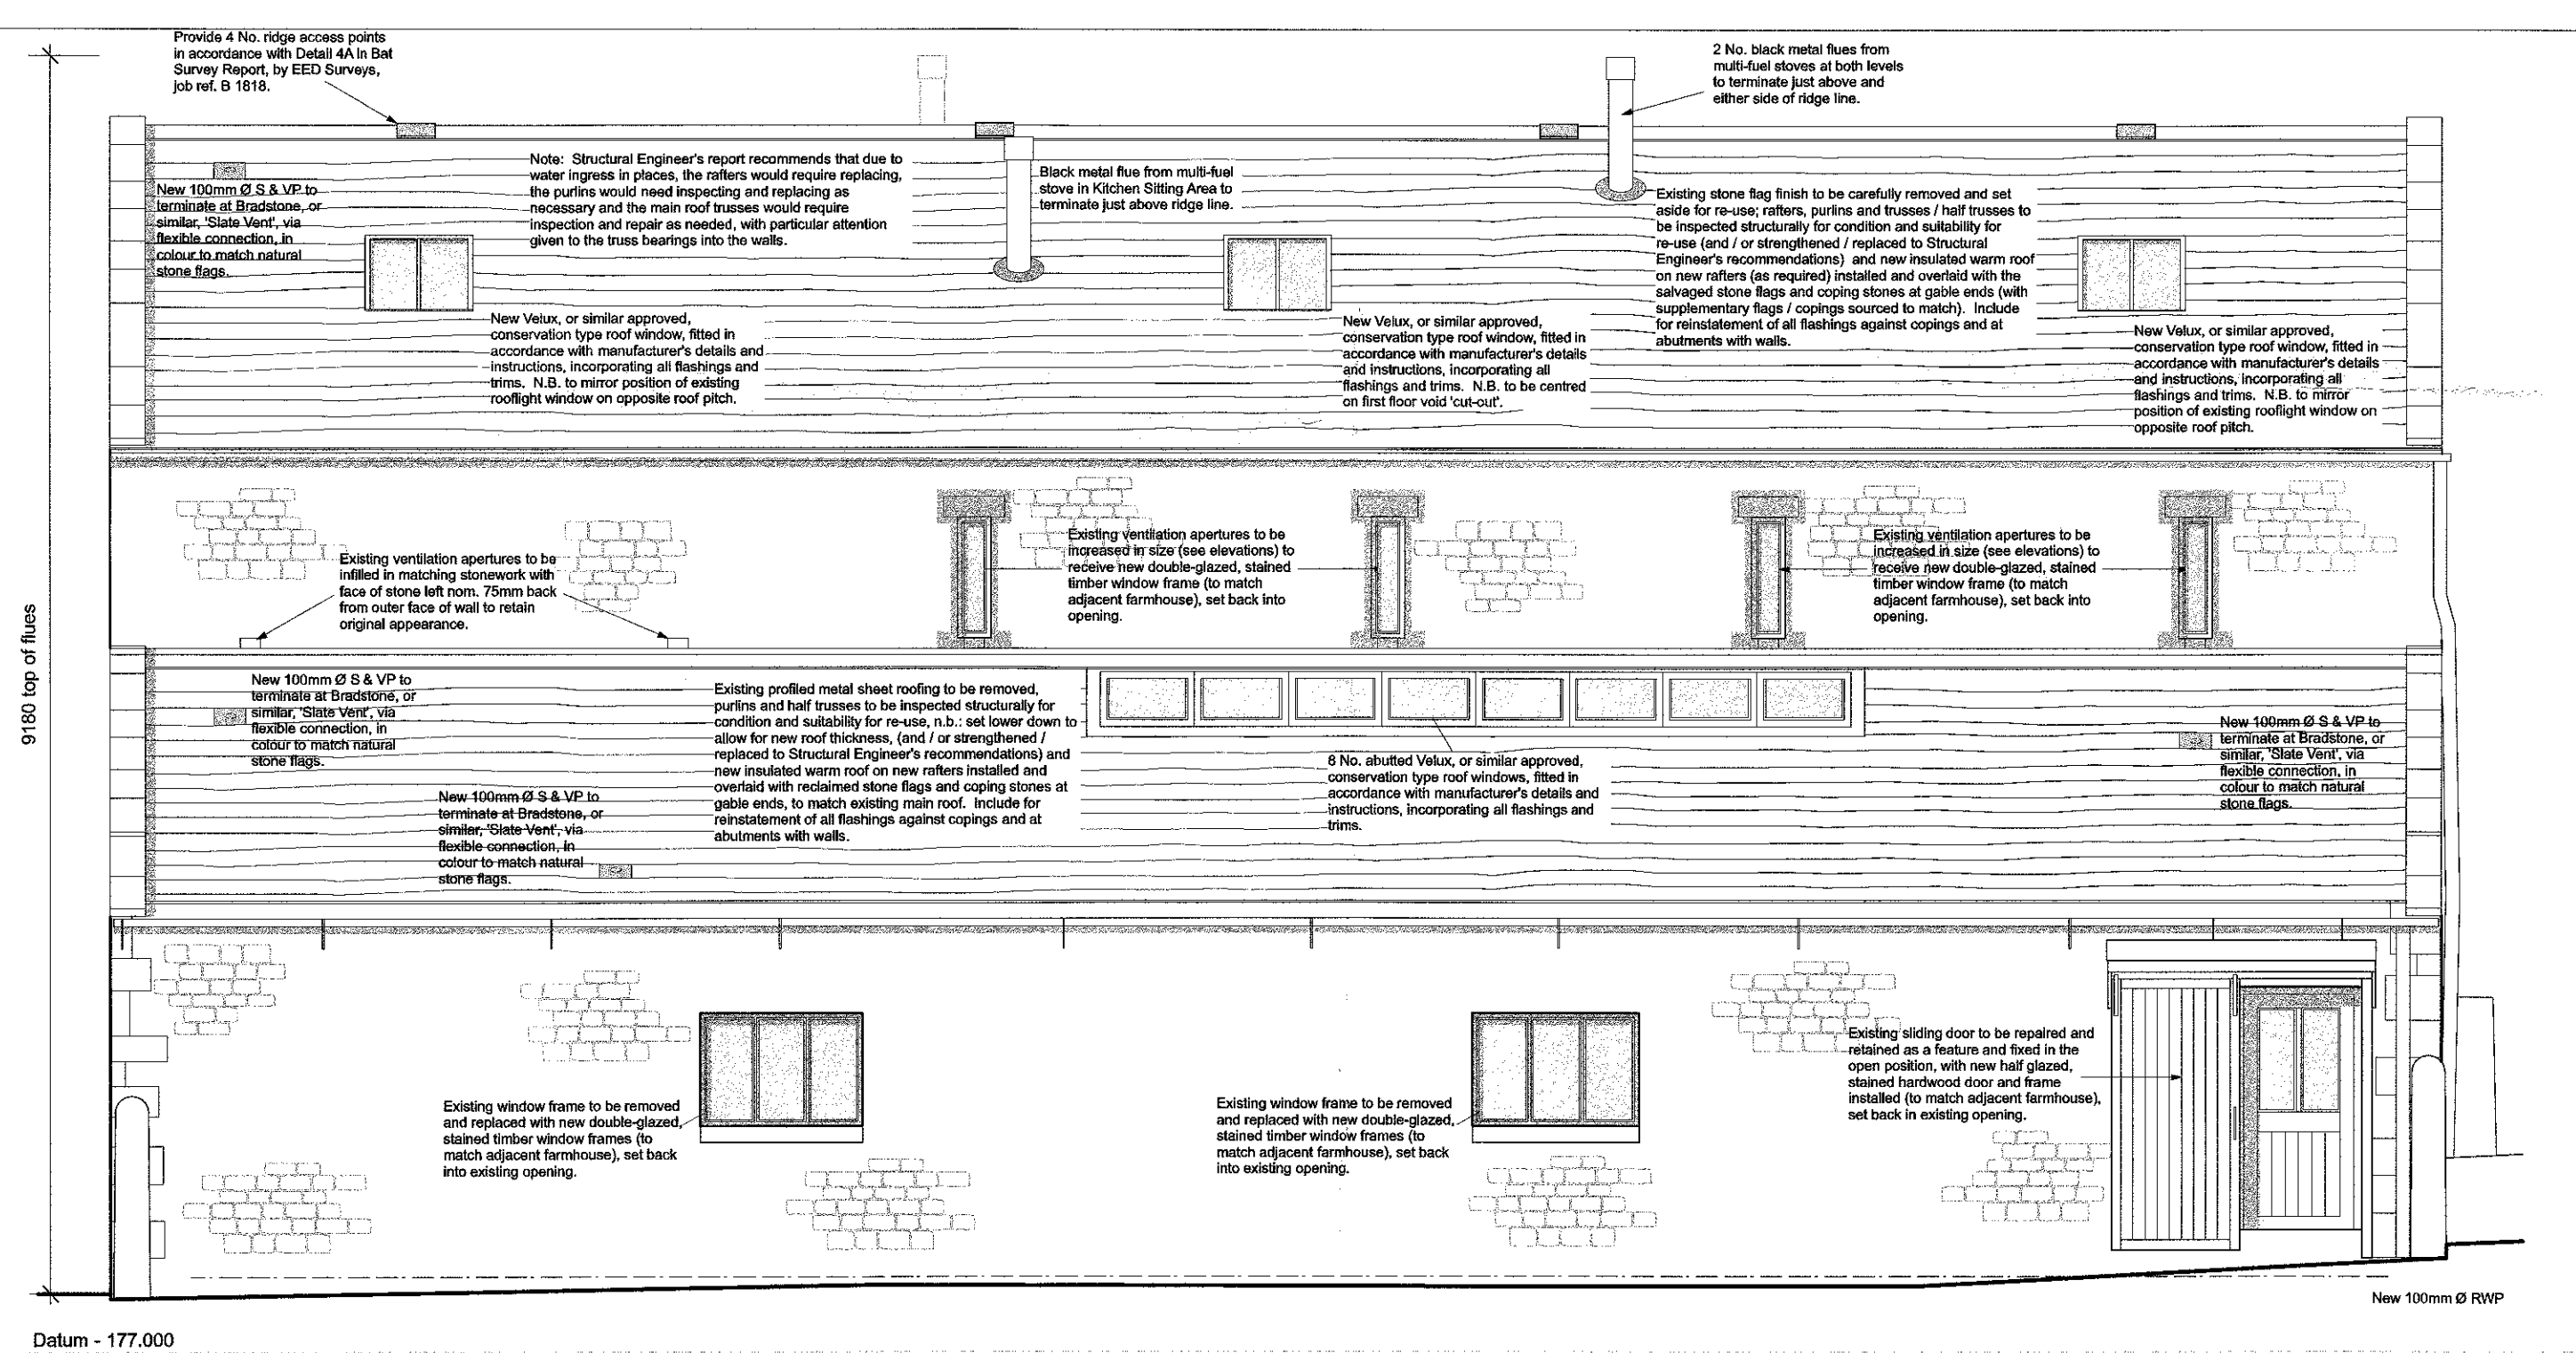 Provide 4 No. ridge access points
in accordance with Detail 4A in Bat
Survey Report, by EED Surveys,
job ref. B 1818.
2 No. black metal flues from
multi-fuel stoves at both levels
to terminate just above and
either side of ridge line.
New 100mm Ø S & VP to
terminate at Bradstone, or
similar, 'Slate Vent', via
flexible connection, in
colour to match natural
stone flags.
Note: Structural Engineer's report recommends that due to
water ingress in places, the rafters would require replacing,
the purlins would need inspecting and replacing as
necessary and the main roof trusses would require
inspection and repair as needed, with particular attention
given to the truss bearings into the walls.
Black metal flue from multi-fuel
stove in Kitchen Sitting Area to
terminate just above ridge line.
Existing stone flag finish to be carefully removed and set
aside for re-use; rafters, purlins and trusses / half trusses to
be inspected structurally for condition and suitability for
re-use (and / or strengthened / replaced to Structural
Engineer's recommendations) and new insulated warm roof
on new rafters (as required) installed and overlaid with the
salvaged stone flags and coping stones at gable ends (with
supplementary flags / copings sourced to match). Include
for reinstatement of all flashings against copings and at
abutments with walls.
New Velux, or similar approved,
conservation type roof window, fitted in
accordance with manufacturer's details and
instructions, incorporating all flashings and
trims. N.B. to mirror position of existing
rooflight window on opposite roof pitch.
New Velux, or similar approved,
conservation type roof window, fitted in
accordance with manufacturer's details
and instructions, incorporating all
flashings and trims. N.B. to be centred
on first floor void 'cut-out'.
New Velux, or similar approved,
conservation type roof window, fitted in
accordance with manufacturer's details
and instructions, incorporating all
flashings and trims. N.B. to mirror
position of existing rooflight window on
opposite roof pitch.
Existing ventilation apertures to be
infilled in matching stonework with
face of stone left nom. 75mm back
from outer face of wall to retain
original appearance.
Existing ventilation apertures to be
increased in size (see elevations) to
receive new double-glazed, stained
timber window frame (to match
adjacent farmhouse), set back into
opening.
Existing ventilation apertures to be
increased in size (see elevations) to
receive new double-glazed, stained
timber window frame (to match
adjacent farmhouse), set back into
opening.
9180 top of flues
New 100mm Ø S & VP to
terminate at Bradstone, or
similar, 'Slate Vent', via
flexible connection, in
colour to match natural
stone flags.
Existing profiled metal sheet roofing to be removed,
purlins and half trusses to be inspected structurally for
condition and suitability for re-use, n.b.: set lower down to
allow for new roof thickness, (and / or strengthened /
replaced to Structural Engineer's recommendations) and
new insulated warm roof on new rafters installed and
overlaid with reclaimed stone flags and coping stones at
gable ends, to match existing main roof. Include for
reinstatement of all flashings against copings and at
abutments with walls.
8 No. abutted Velux, or similar approved,
conservation type roof windows, fitted in
accordance with manufacturer's details and
instructions, incorporating all flashings and
trims.
New 100mm Ø S & VP to
terminate at Bradstone, or
similar, 'Slate Vent', via
flexible connection, in
colour to match natural
stone flags.
New 100mm Ø S & VP to
terminate at Bradstone, or
similar, 'Slate Vent', via
flexible connection, in
colour to match natural
stone flags.
Existing window frame to be removed
and replaced with new double-glazed,
stained timber window frames (to
match adjacent farmhouse), set back
into existing opening.
Existing window frame to be removed
and replaced with new double-glazed,
stained timber window frames (to
match adjacent farmhouse), set back
into existing opening.
Existing sliding door to be repaired and
retained as a feature and fixed in the
open position, with new half glazed,
stained hardwood door and frame
installed (to match adjacent farmhouse),
set back in existing opening.
New 100mm Ø RWP
Datum - 177.000